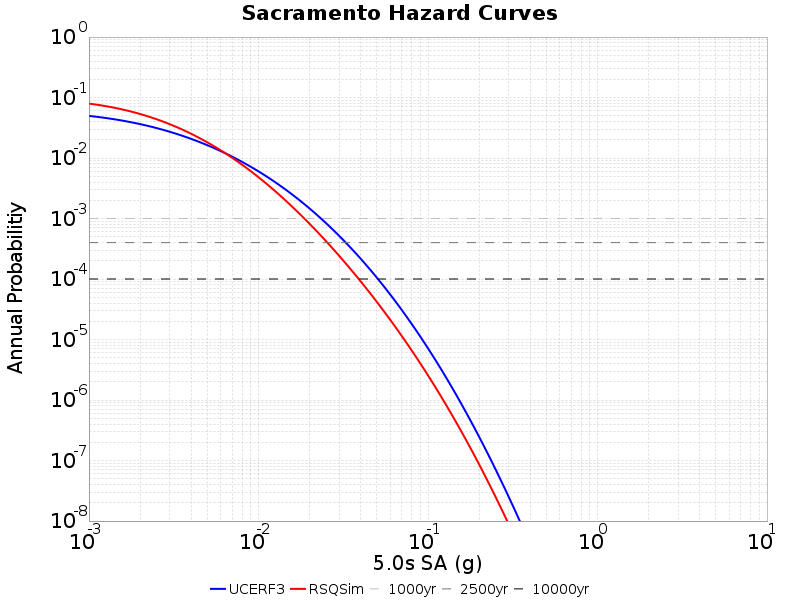 Sacramento Hazard Curves
10^0
10^-1
10^-2
10^-3
10^-4
10^-5
10^-6
10^-7
10^-8
Annual Probabilitiy
10^-3 10^-2 10^-1 10^0 10^1
5.0s SA (g)
UCERF3 RSQSim 1000yr 2500yr 10000yr